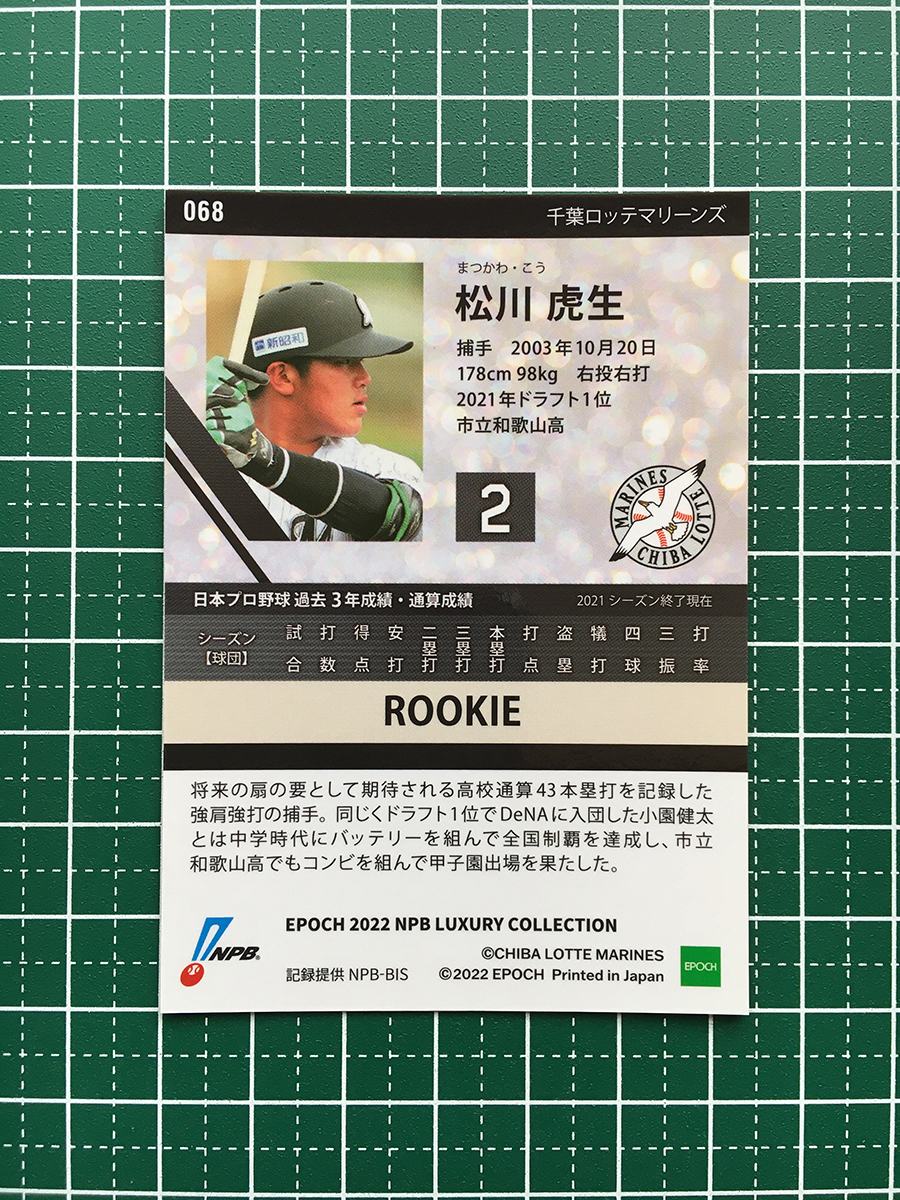 068
千葉ロッテマリーンズ
まつかわ・こう
松川 虎生
捕手 2003年10月20日
178cm 98kg 右投右打
2021年ドラフト1位
市立和歌山高
新昭和
2
MARINES
CHIBA LOTTE
日本プロ野球 過去 3年成績・通算成績
2021 シーズン終了現在
シーズン【球団】 試合 打数 得点 安打 二塁打 三塁打 本塁打 打点 盗塁 犠打 四球 三振 打率
ROOKIE
将来の扇の要として期待される高校通算43本塁打を記録した
強肩強打の捕手。同じくドラフト1位でDeNAに入団した小園健太
とは中学時代にバッテリーを組んで全国制覇を達成し、市立
和歌山高でもコンビを組んで甲子園出場を果たした。
NPB
EPOCH 2022 NPB LUXURY COLLECTION
©CHIBA LOTTE MARINES
記録提供 NPB-BIS ©2022 EPOCH Printed in Japan
EPOCH